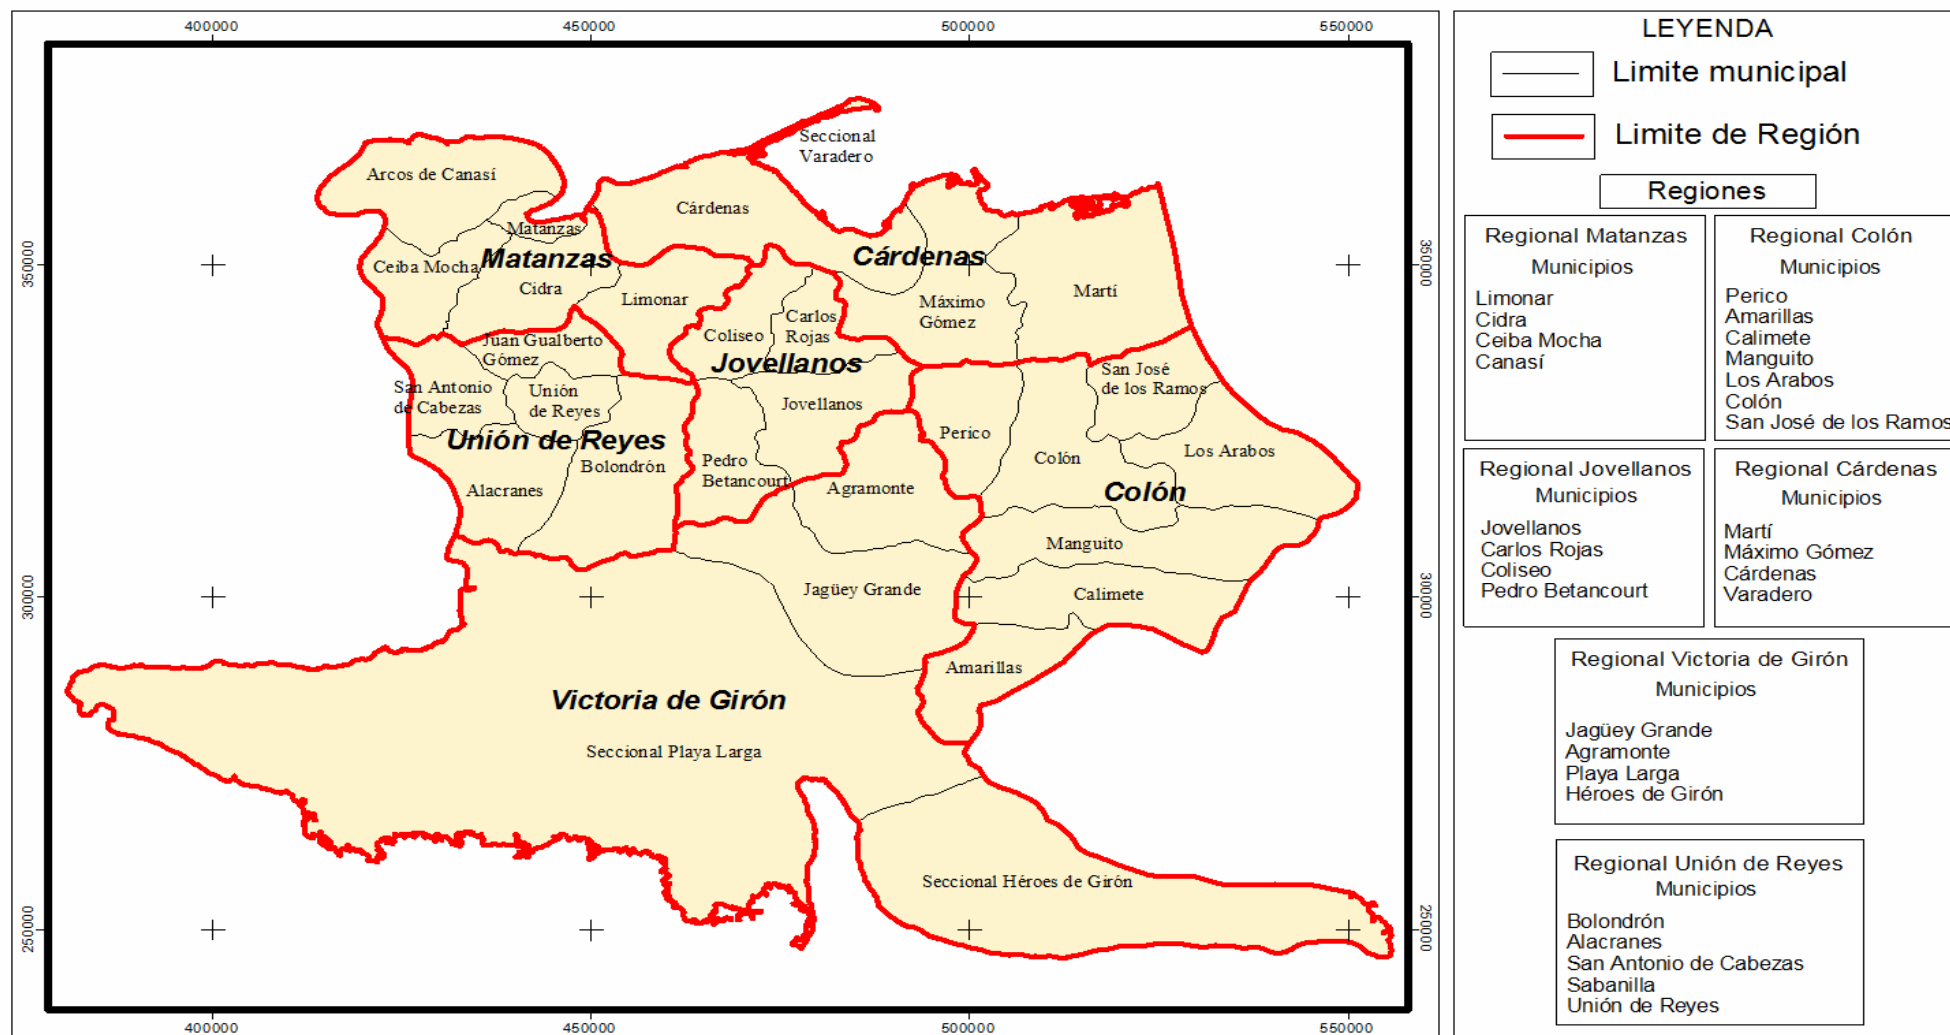 400000
450000
500000
550000
350000
300000
250000
350000
300000
250000
400000
450000
500000
550000
Seccional
Varadero
Arcos de Canasí
Cárdenas
Matanzas
Matanzas
Cárdenas
Ceiba Mocha
Cidra
Limonar
Martí
Máximo
Gómez
Carlos
Rojas
Coliseo
Juan Gualberto
Gómez
Jovellanos
San José
de los Ramos
San Antonio
de Cabezas
Unión
de Reyes
Jovellanos
Perico
Unión de Reyes
Bolondrón
Pedro
Betancourt
Colón
Los Arabos
Alacranes
Agramonte
Colón
Manguito
Jagüey Grande
Calimete
Amarillas
Victoria de Girón
Seccional Playa Larga
Seccional Héroes de Girón
LEYENDA
Limite municipal
Limite de Región
Regiones
Regional Matanzas
Municipios
Limonar
Cidra
Ceiba Mocha
Canasí
Regional Colón
Municipios
Perico
Amarillas
Calimete
Manguito
Los Arabos
Colón
San José de los Ramos
Regional Jovellanos
Municipios
Jovellanos
Carlos Rojas
Coliseo
Pedro Betancourt
Regional Cárdenas
Municipios
Martí
Máximo Gómez
Cárdenas
Varadero
Regional Victoria de Girón
Municipios
Jagüey Grande
Agramonte
Playa Larga
Héroes de Girón
Regional Unión de Reyes
Municipios
Bolondrón
Alacranes
San Antonio de Cabezas
Sabanilla
Unión de Reyes